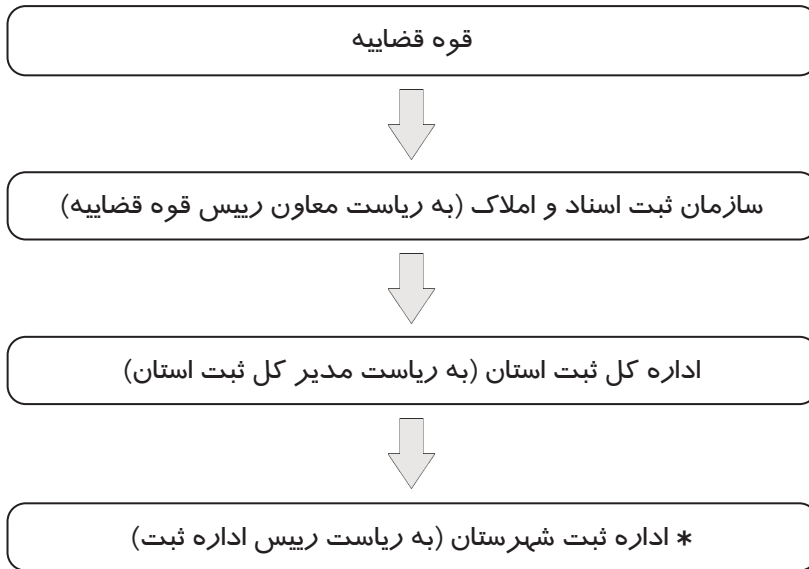 قوه قضاییه
سازمان ثبت اسناد و املاک (به ریاست معاون رییس قوه قضاییه)
اداره کل ثبت استان (به ریاست مدیر کل ثبت استان)
* اداره ثبت شهرستان (به ریاست رییس اداره ثبت)